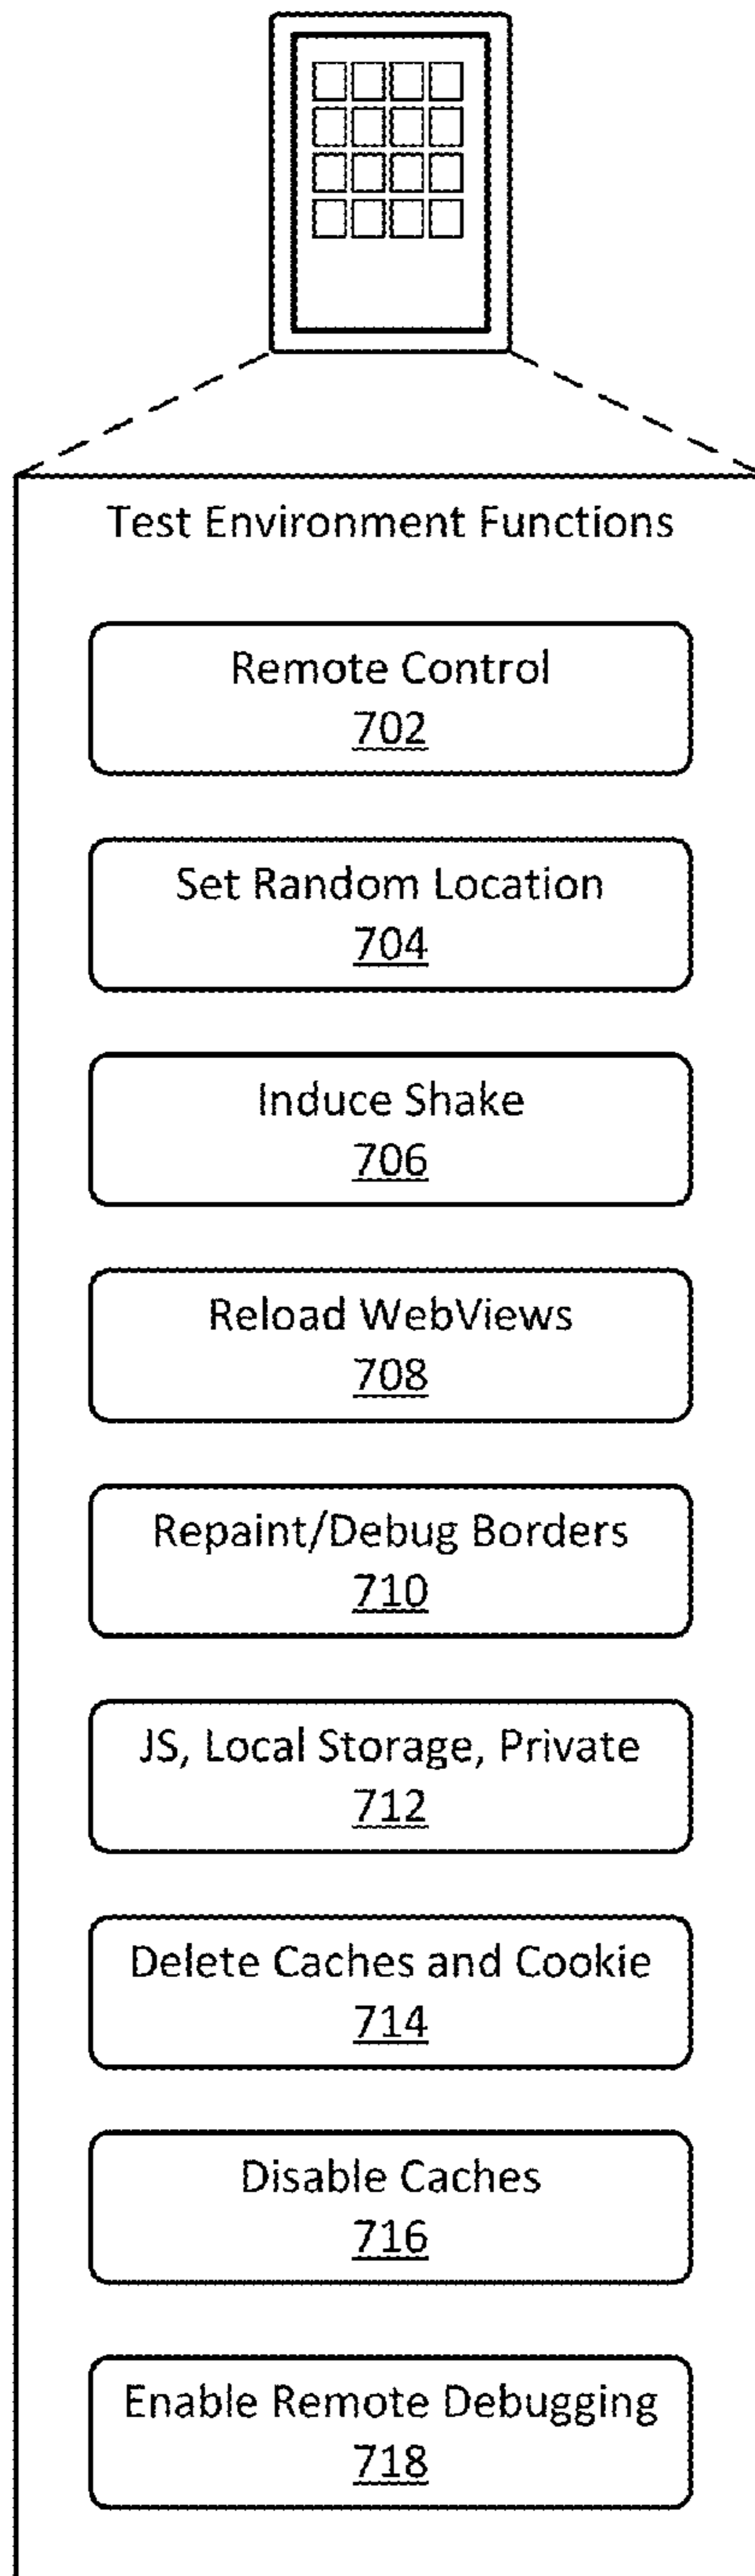 Test Environment Functions
Remote Control
702
Set Random Location
704
Induce Shake
706
Reload WebViews
708
Repaint/Debug Borders
710
JS, Local Storage, Private
712
Delete Caches and Cookie
714
Disable Caches
716
Enable Remote Debugging
718